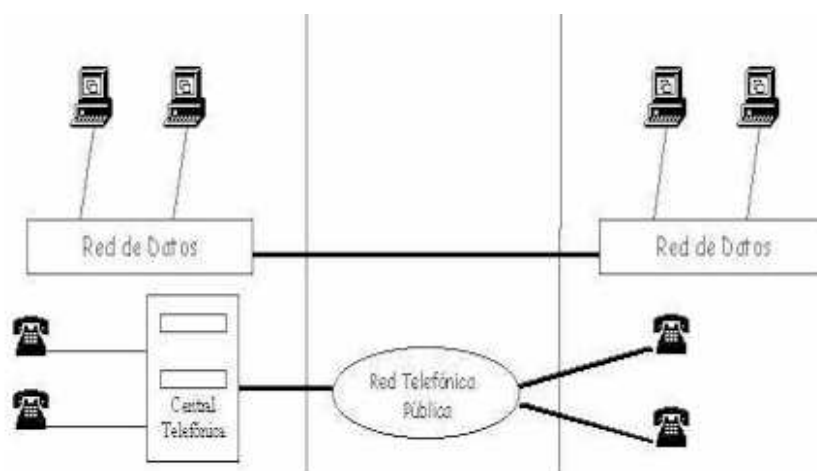 Red de Datos
Red de Datos
Central
Telefónica
Red Telefónica
Pública